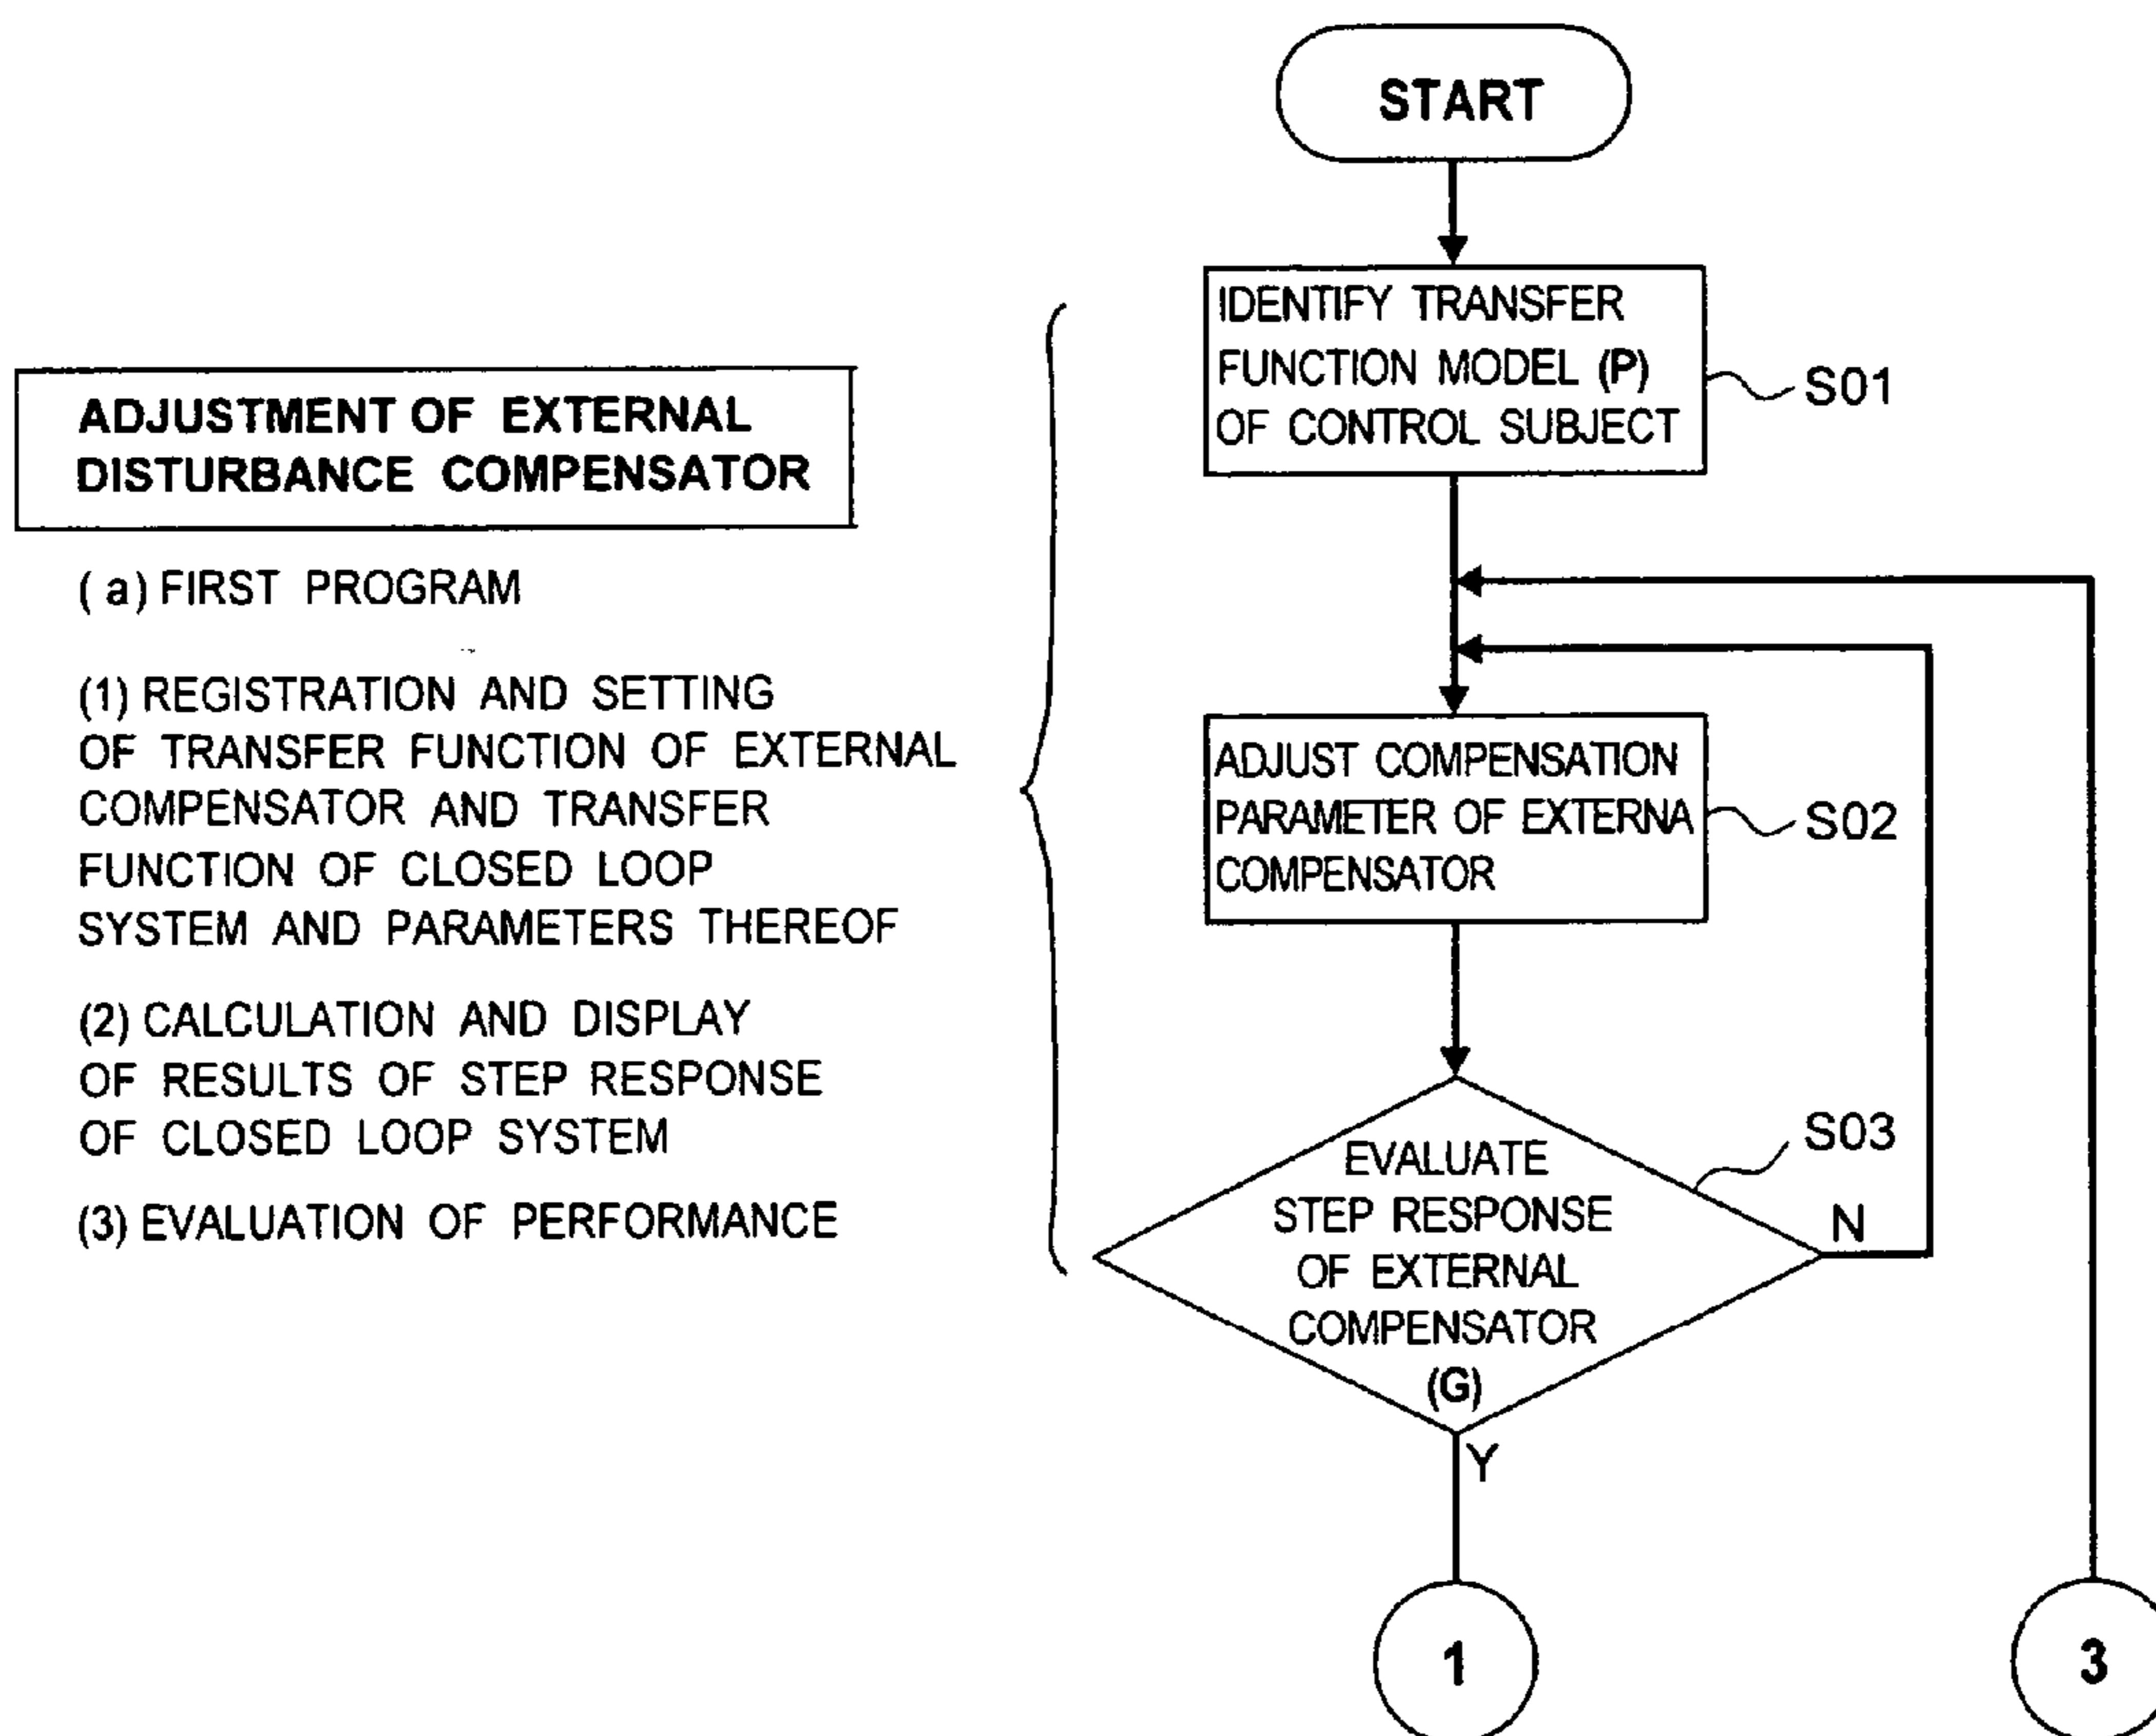 START
IDENTIFY TRANSFER
FUNCTION MODEL (P)
OF CONTROL SUBJECT
S01
ADJUSTMENT OF EXTERNAL
DISTURBANCE COMPENSATOR
(a) FIRST PROGRAM
(1) REGISTRATION AND SETTING
OF TRANSFER FUNCTION OF EXTERNAL
COMPENSATOR AND TRANSFER
FUNCTION OF CLOSED LOOP
SYSTEM AND PARAMETERS THEREOF
(2) CALCULATION AND DISPLAY
OF RESULTS OF STEP RESPONSE
OF CLOSED LOOP SYSTEM
(3) EVALUATION OF PERFORMANCE
ADJUST COMPENSATION
PARAMETER OF EXTERNA
COMPENSATOR
S02
EVALUATE
STEP RESPONSE
OF EXTERNAL
COMPENSATOR
(G)
S03
N
Y
1
3